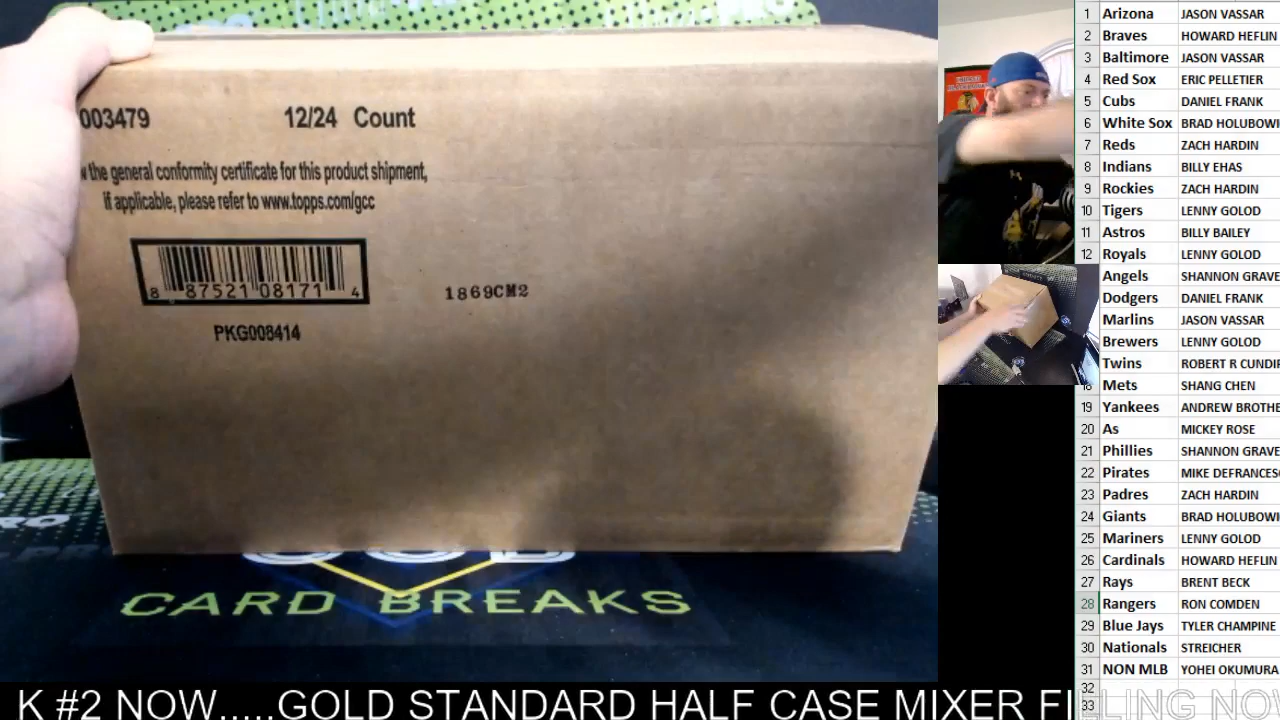 003479 12/24 Count
the general conformity certificate for this product shipment,
if applicable, please refer to www.topps.com/gcc
8 87521 08171 4
1869CM2
PKG008414
CARD BREAKS
1 Arizona JASON VASSAR
2 Braves HOWARD HEFLIN
3 Baltimore JASON VASSAR
4 Red Sox ERIC PELLETIER
5 Cubs DANIEL FRANK
6 White Sox BRAD HOLUBOWI
7 Reds ZACH HARDIN
8 Indians BILLY EHAS
9 Rockies ZACH HARDIN
10 Tigers LENNY GOLOD
11 Astros BILLY BAILEY
12 Royals LENNY GOLOD
Angels SHANNON GRAVE
Dodgers DANIEL FRANK
Marlins JASON VASSAR
Brewers LENNY GOLOD
Twins ROBERT R CUNDIF
18 Mets SHANG CHEN
19 Yankees ANDREW BROTHE
20 As MICKEY ROSE
21 Phillies SHANNON GRAVE
22 Pirates MIKE DEFRANCES
23 Padres ZACH HARDIN
24 Giants BRAD HOLUBOWI
25 Mariners LENNY GOLOD
26 Cardinals HOWARD HEFLIN
27 Rays BRENT BECK
28 Rangers RON COMDEN
29 Blue Jays TYLER CHAMPINE
30 Nationals STREICHER
31 NON MLB YOHEI OKUMURA
32
33
K #2 NOW.....GOLD STANDARD HALF CASE MIXER FILLING NOW